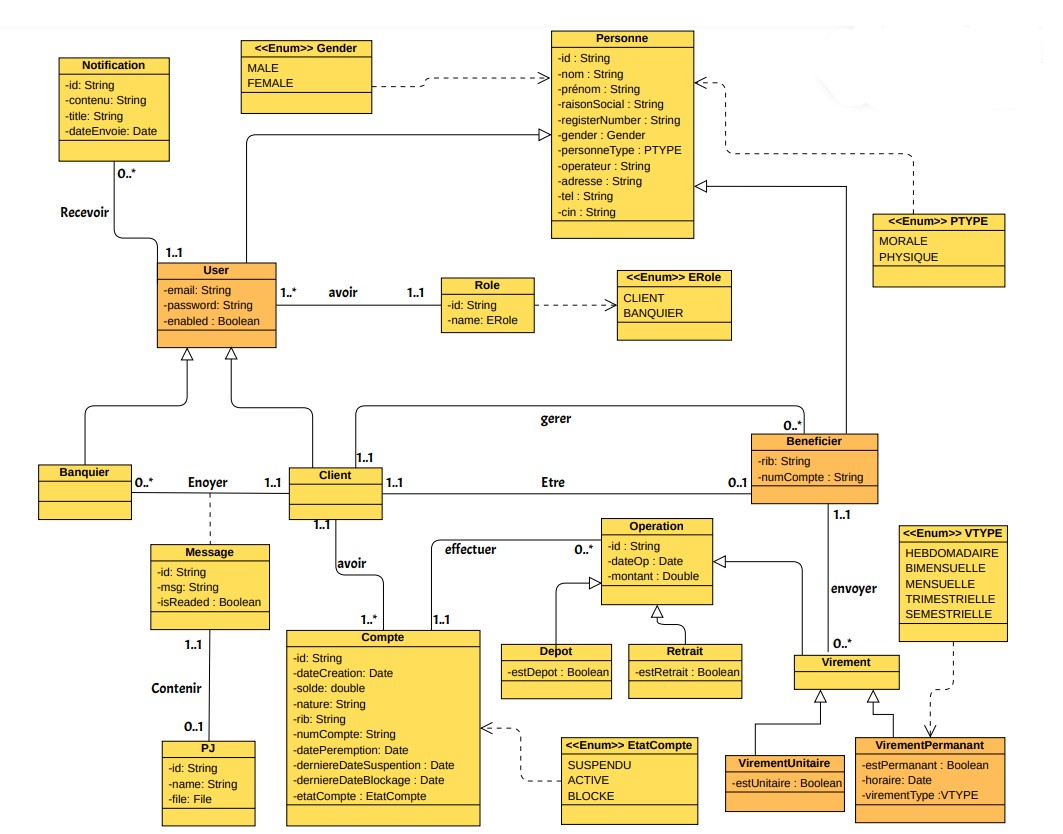 Personne
-id : String
-nom : String
-prénom : String
-raisonSocial : String
-registerNumber : String
-gender : Gender
-personneType : PTYPE
-operateur : String
-adresse : String
-tel : String
-cin : String
<<Enum>> Gender
MALE
FEMALE
Notification
-id: String
-contenu: String
-title: String
-dateEnvoie: Date
0..*
Recevoir
1..1
<<Enum>> PTYPE
MORALE
PHYSIQUE
User
-email: String
-password: String
-enabled : Boolean
1..*
avoir
1..1
Role
-id: String
-name: ERole
<<Enum>> ERole
CLIENT
BANQUIER
gerer
0..*
1..1
Beneficier
-rib: String
-numCompte : String
Banquier
0..*
Enoyer
1..1
Client
1..1
Etre
0..1
1..1
avoir
1..*
Message
-id: String
-msg: String
-isReaded : Boolean
1..1
Contenir
0..1
PJ
-id: String
-name: String
-file: File
effectuer
0..*
1..1
Operation
-id : String
-dateOp : Date
-montant : Double
1..1
envoyer
0..*
<<Enum>> VTYPE
HEBDOMADAIRE
BIMENSUELLE
MENSUELLE
TRIMESTRIELLE
SEMESTRIELLE
Compte
-id: String
-dateCreation: Date
-solde: double
-nature: String
-rib: String
-numCompte: String
-datePeremption: Date
-derniereDateSuspention : Date
-derniereDateBlockage : Date
-etatCompte : EtatCompte
Depot
-estDepot : Boolean
Retrait
-estRetrait : Boolean
Virement
<<Enum>> EtatCompte
SUSPENDU
ACTIVE
BLOCKE
VirementUnitaire
-estUnitaire : Boolean
VirementPermanant
-estPermanant : Boolean
-horaire: Date
-virementType :VTYPE